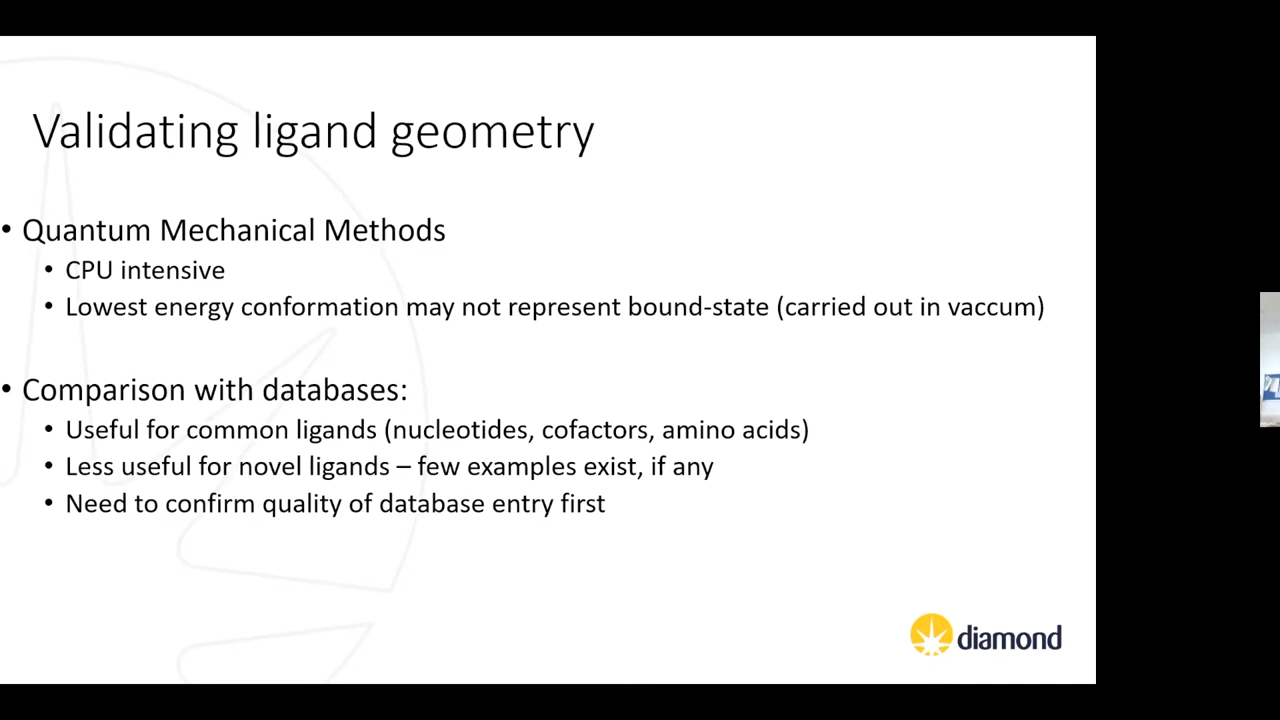 Validating ligand geometry
• Quantum Mechanical Methods
• CPU intensive
• Lowest energy conformation may not represent bound-state (carried out in vaccum)
• Comparison with databases:
• Useful for common ligands (nucleotides, cofactors, amino acids)
• Less useful for novel ligands – few examples exist, if any
• Need to confirm quality of database entry first
diamond